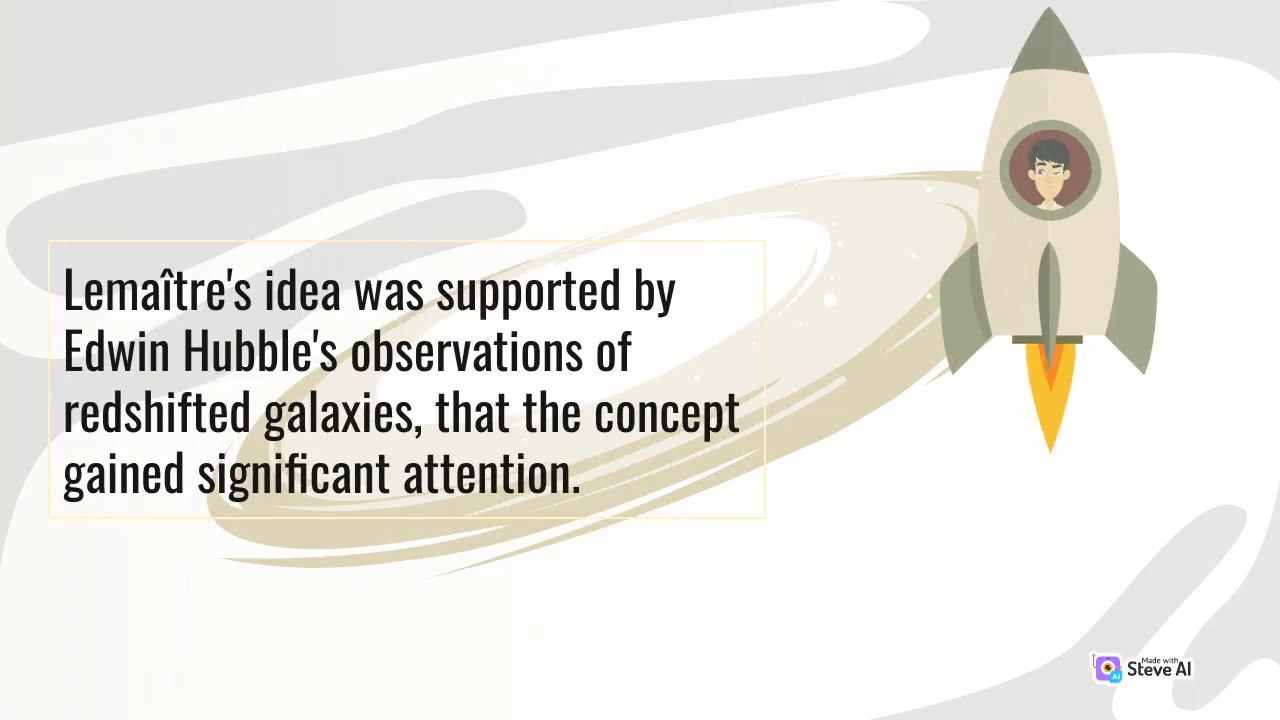 Lemaître's idea was supported by
Edwin Hubble's observations of
redshifted galaxies, that the concept
gained significant attention.
Made with
Steve AI
AI